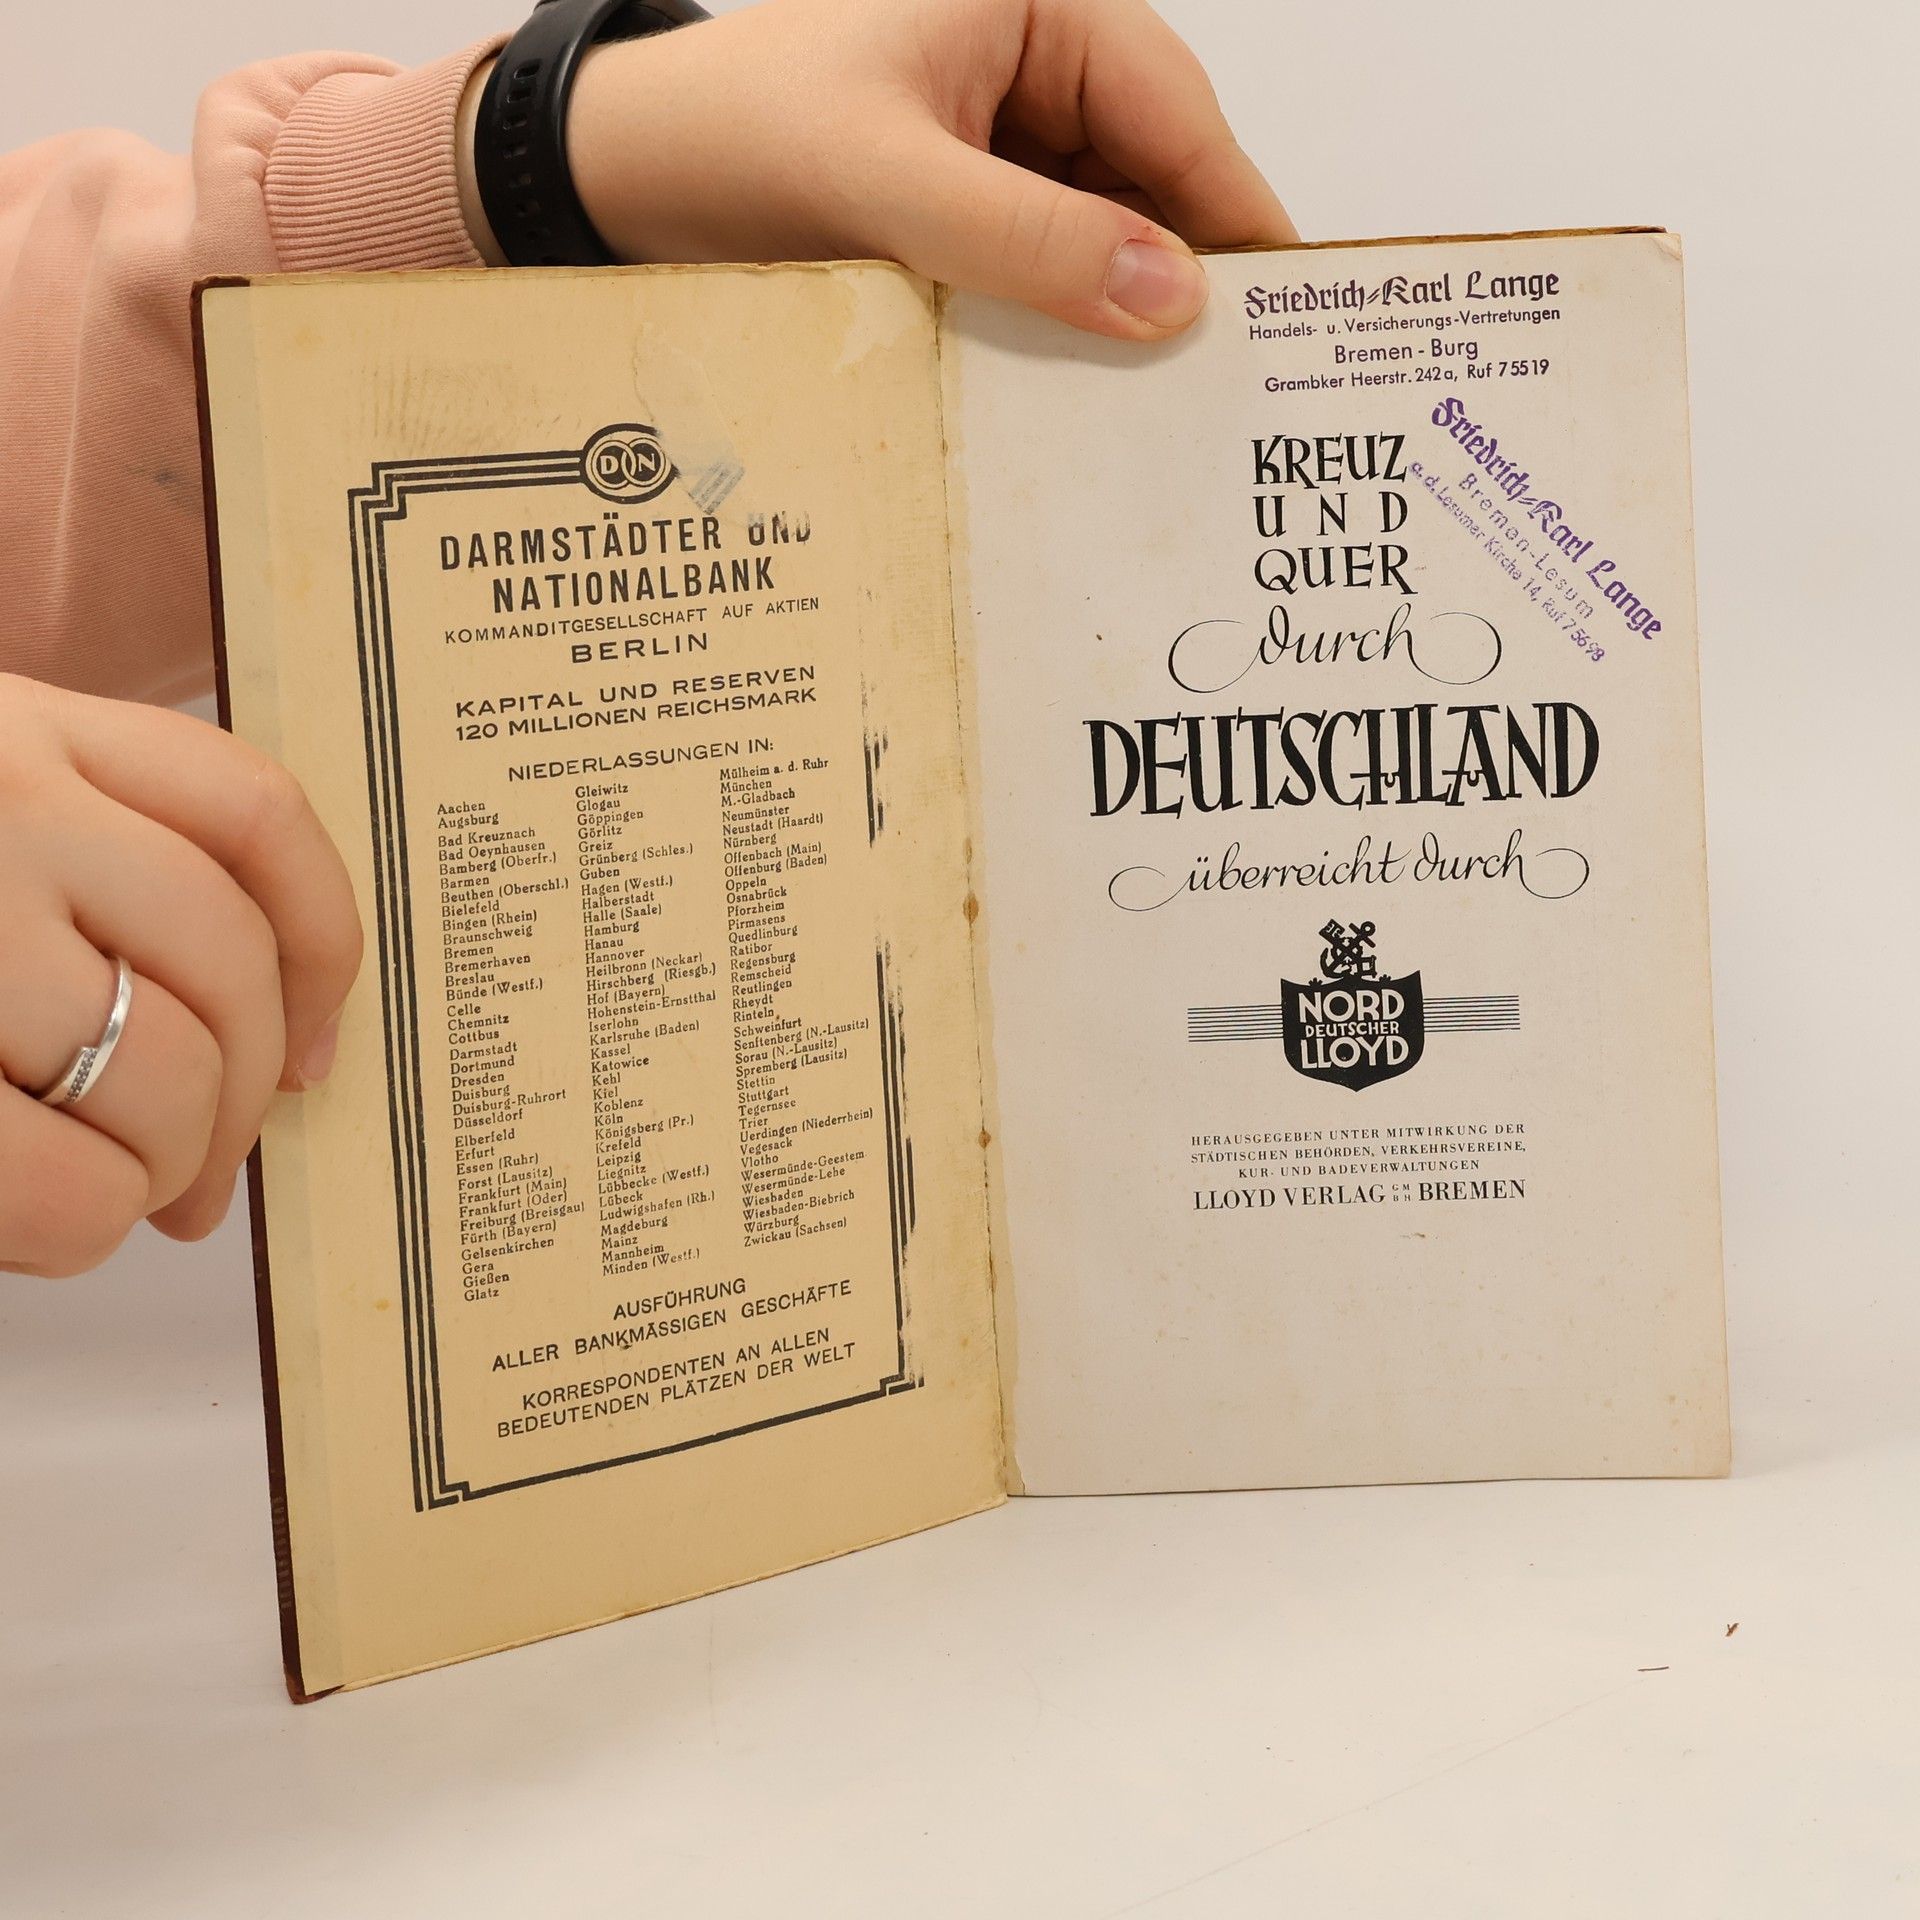 DN
DARMSTÄDTER UND
NATIONALBANK
KOMMANDITGESELLSCHAFT AUF AKTIEN
BERLIN
KAPITAL UND RESERVEN
120 MILLIONEN REICHSMARK
NIEDERLASSUNGEN IN:
Aachen
Augsburg
Bad Kreuznach
Bad Oeynhausen
Bamberg (Oberfr.)
Barmen
Beuthen (Oberschl.)
Bielefeld
Bingen (Rhein)
Braunschweig
Bremen
Bremerhaven
Breslau
Bünde (Westf.)
Celle
Chemnitz
Cottbus
Darmstadt
Dortmund
Dresden
Duisburg
Duisburg-Ruhrort
Düsseldorf
Elberfeld
Erfurt
Essen (Ruhr)
Forst (Lausitz)
Frankfurt (Main)
Frankfurt (Oder)
Freiburg (Breisgau)
Fürth (Bayern)
Gelsenkirchen
Gera
Gießen
Glatz
Gleiwitz
Glogau
Göppingen
Görlitz
Greiz
Grünberg (Schles.)
Guben
Hagen (Westf.)
Halberstadt
Halle (Saale)
Hamburg
Hanau
Hannover
Heilbronn (Neckar)
Hirschberg (Riesgb.)
Hof (Bayern)
Hohenstein-Ernstthal
Iserlohn
Karlsruhe (Baden)
Kassel
Katowice
Kehl
Kiel
Koblenz
Köln
Königsberg (Pr.)
Krefeld
Leipzig
Liegnitz
Lübbecke (Westf.)
Lübeck
Ludwigshafen (Rh.)
Magdeburg
Mainz
Mannheim
Minden (Westf.)
Mülheim a. d. Ruhr
München
M.-Gladbach
Neumünster
Neustadt (Haardt)
Nürnberg
Offenbach (Main)
Offenburg (Baden)
Oppeln
Osnabrück
Pforzheim
Pirmasens
Quedlinburg
Ratibor
Regensburg
Remscheid
Reutlingen
Rheydt
Rinteln
Schweinfurt
Senftenberg (N.-Lausitz)
Sorau (N.-Lausitz)
Spremberg (Lausitz)
Stettin
Stuttgart
Tegernsee
Trier
Uerdingen (Niederrhein)
Vegesack
Vlotho
Wesermünde-Geestem.
Wesermünde-Lehe
Wiesbaden
Wiesbaden-Biebrich
Würzburg
Zwickau (Sachsen)
AUSFÜHRUNG
ALLER BANKMÄSSIGEN GESCHÄFTE
KORRESPONDENTEN AN ALLEN
BEDEUTENDEN PLÄTZEN DER WELT
Friedrich-Karl Lange
Handels- u. Versicherungs-Vertretungen
Bremen - Burg
Grambker Heerstr. 242a, Ruf 75519
Friedrich-Karl Lange
Bremen-Lesum
a. d. Lesumer Kirche 14, Ruf 75698
KREUZ
UND
QUER
durch
DEUTSCHLAND
überreicht durch
NORD
DEUTSCHER
LLOYD
HERAUSGEGEBEN UNTER MITWIRKUNG DER
STÄDTISCHEN BEHÖRDEN, VERKEHRSVEREINE,
KUR- UND BADEVERWALTUNGEN
LLOYD VERLAG GMBH BREMEN